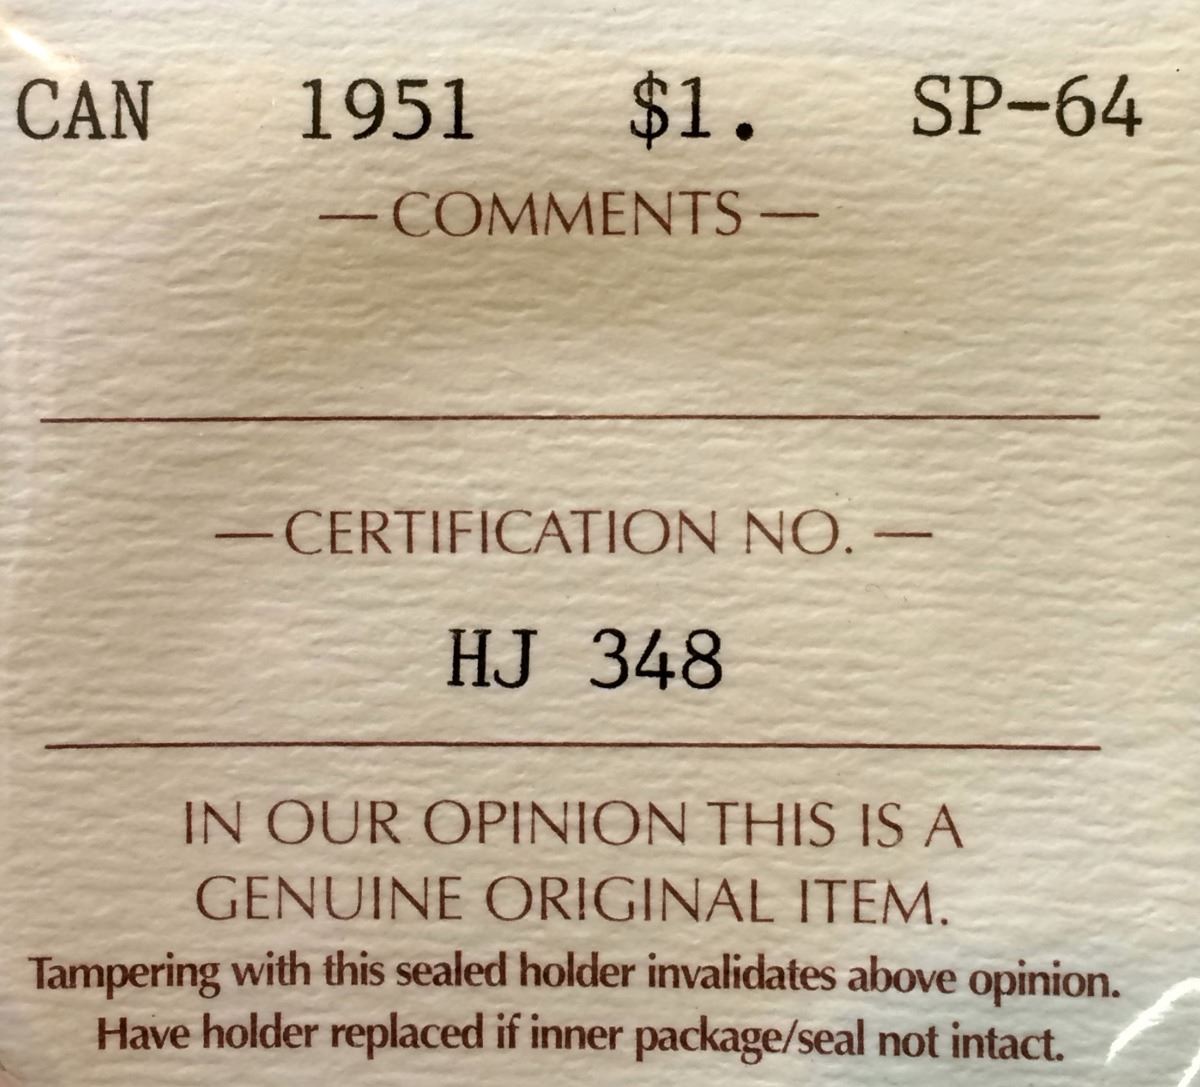 CAN 1951 $1. SP-64
— COMMENTS —
— CERTIFICATION NO. —
HJ 348
IN OUR OPINION THIS IS A
GENUINE ORIGINAL ITEM.
Tampering with this sealed holder invalidates above opinion.
Have holder replaced if inner package/seal not intact.